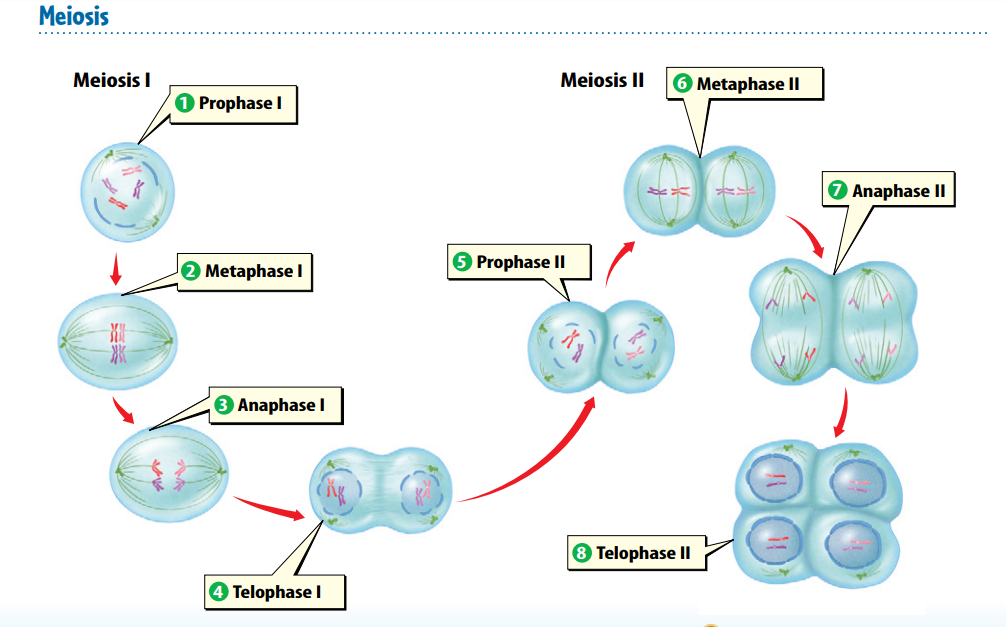 Meiosis
Meiosis I
1 Prophase I
2 Metaphase I
3 Anaphase I
4 Telophase I
5 Prophase II
Meiosis II
6 Metaphase II
7 Anaphase II
8 Telophase II